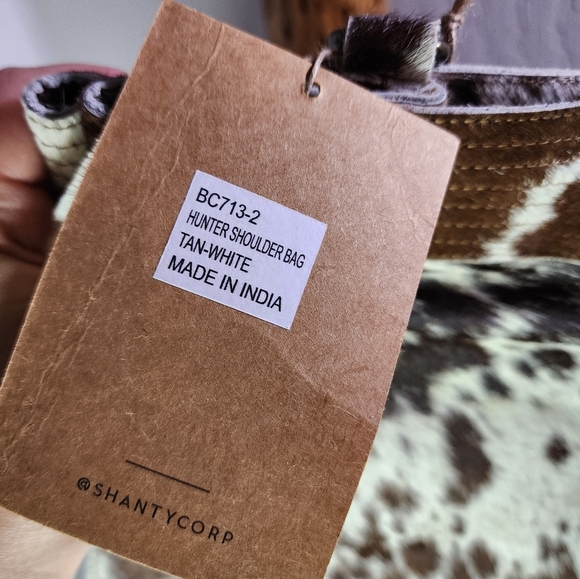 BC713-2
HUNTER SHOULDER BAG
TAN-WHITE
MADE IN INDIA
@SHANTYCORP